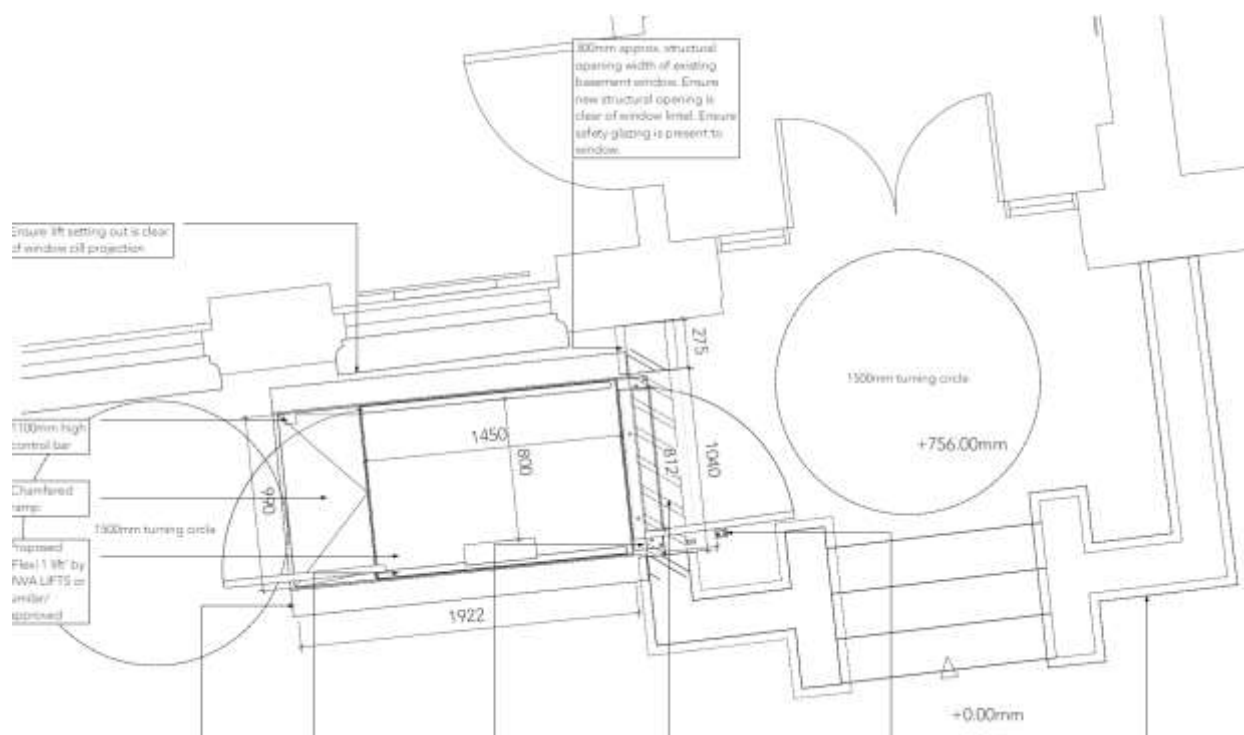 300mm approx. structural
opening width of existing
basement window. Ensure
new structural opening is
clear of window lintel. Ensure
safety glazing is present to
window.
Ensure lift setting out is clear
of window cill projection
275
1500mm turning circle
1100mm high
control bar
1450
800
812
1040
+756.00mm
Chamfered
ramp
990
1500mm turning circle
Proposed
Flexi 1 lift' by
LIFTS or
similar/
approved
1922
+0.00mm